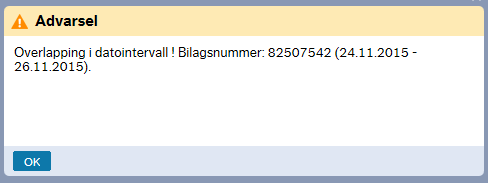 Advarsel
Overlapping i datointervall ! Bilagsnummer: 82507542 (24.11.2015 -
26.11.2015).
OK